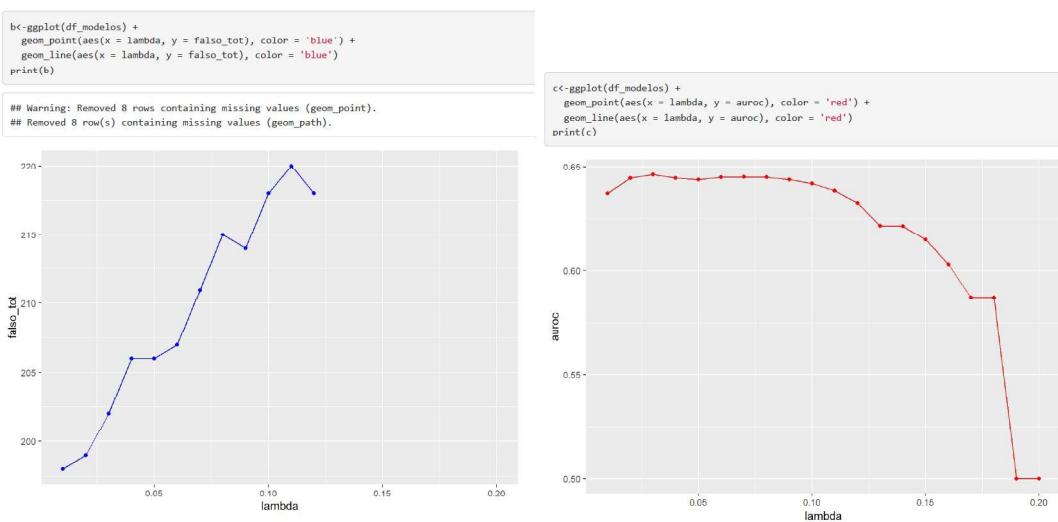 b<-ggplot(df_modelos) +
geom_point(aes(x = lambda, y = falso_tot), color = 'blue') +
geom_line(aes(x = lambda, y = falso_tot), color = 'blue')
print(b)
## Warning: Removed 8 rows containing missing values (geom_point).
## Removed 8 row(s) containing missing values (geom_path).
220
215
210
205
200
falso_tot
0.05
0.10
0.15
0.20
lambda
c<-ggplot(df_modelos) +
geom_point(aes(x = lambda, y = auroc), color = 'red') +
geom_line(aes(x = lambda, y = auroc), color = 'red')
print(c)
0.65
0.60
0.55
0.50
auroc
0.05
0.10
0.15
0.20
lambda